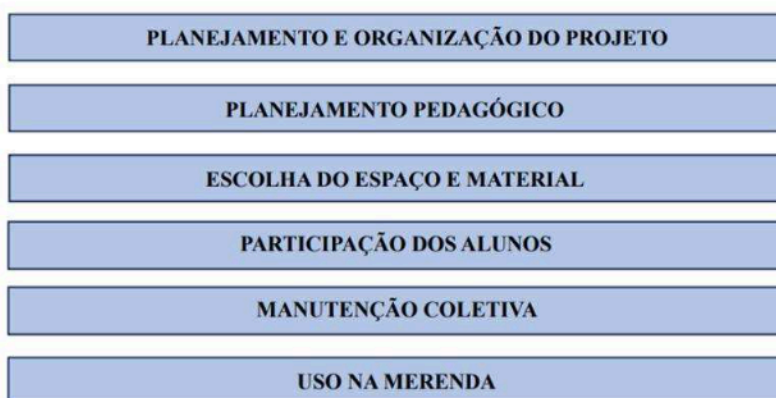 PLANEJAMENTO E ORGANIZAÇÃO DO PROJETO
PLANEJAMENTO PEDAGÓGICO
ESCOLHA DO ESPAÇO E MATERIAL
PARTICIPAÇÃO DOS ALUNOS
MANUTENÇÃO COLETIVA
USO NA MERENDA